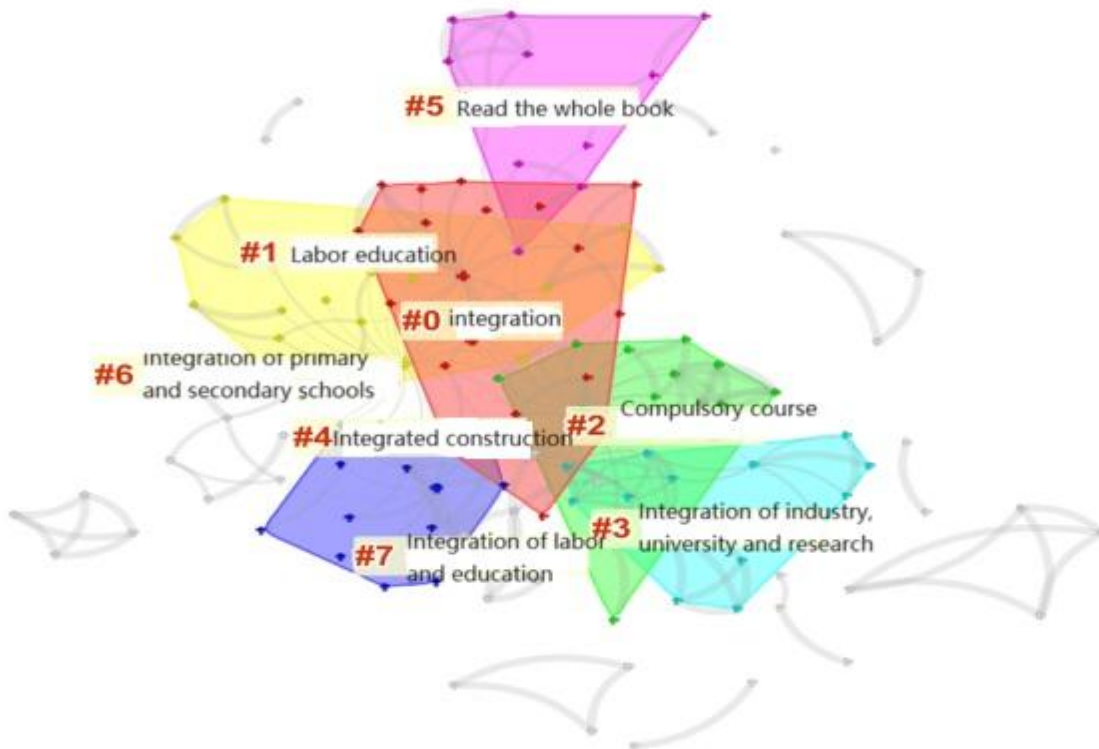 #5 Read the whole book
#1 Labor education
#0 integration
#6 Integration of primary
and secondary schools
#2 Compulsory course
#4 Integrated construction
#3 Integration of industry,
university and research
#7 Integration of labor
and education